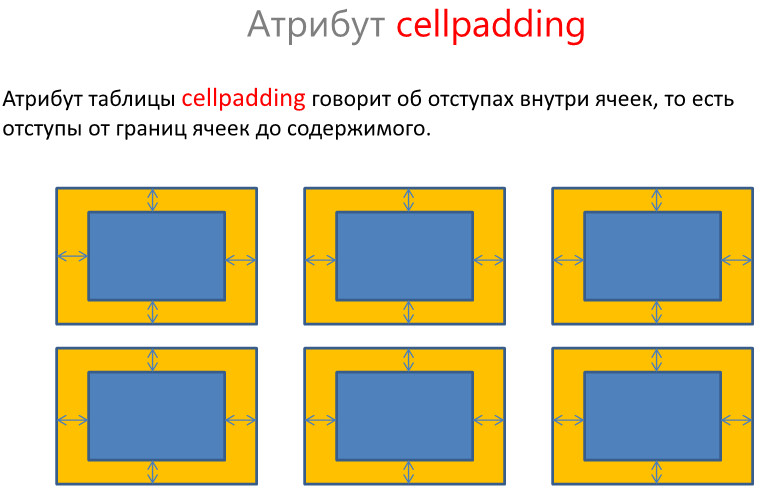 Атрибут cellpadding
Атрибут таблицы cellpadding говорит об отступах внутри ячеек, то есть
отступы от границ ячеек до содержимого.